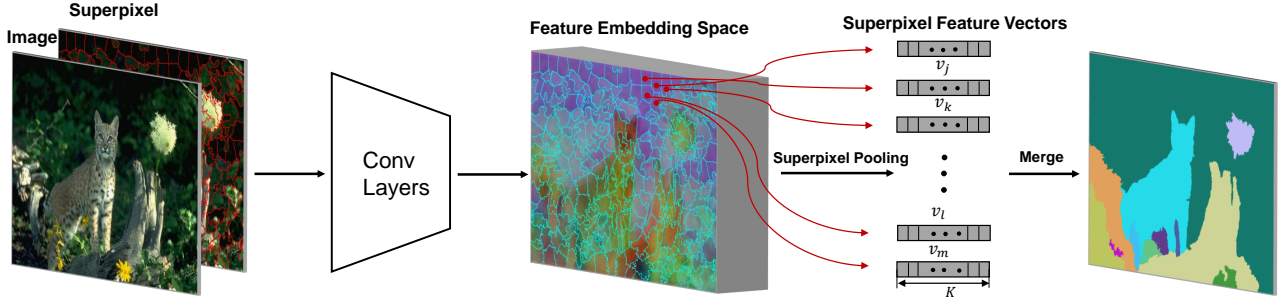 Superpixel
Image
Conv
Layers
Feature Embedding Space
Superpixel Feature Vectors
v_j
v_k
Superpixel Pooling
v_l
v_m
K
Merge